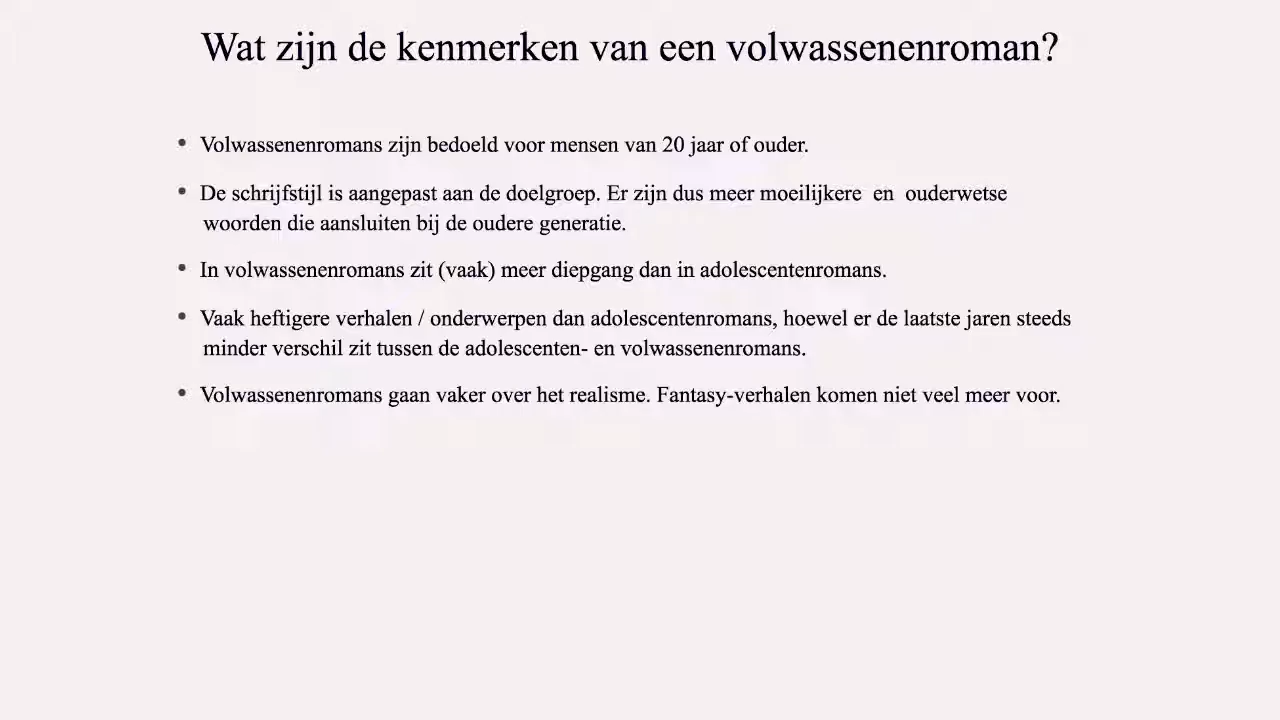 Wat zijn de kenmerken van een volwassenenroman?
• Volwassenenromans zijn bedoeld voor mensen van 20 jaar of ouder.
• De schrijfstijl is aangepast aan de doelgroep. Er zijn dus meer moeilijkere en ouderwetse
woorden die aansluiten bij de oudere generatie.
• In volwassenenromans zit (vaak) meer diepgang dan in adolescentenromans.
• Vaak heftigere verhalen / onderwerpen dan adolescentenromans, hoewel er de laatste jaren steeds
minder verschil zit tussen de adolescenten- en volwassenenromans.
• Volwassenenromans gaan vaker over het realisme. Fantasy-verhalen komen niet veel meer voor.